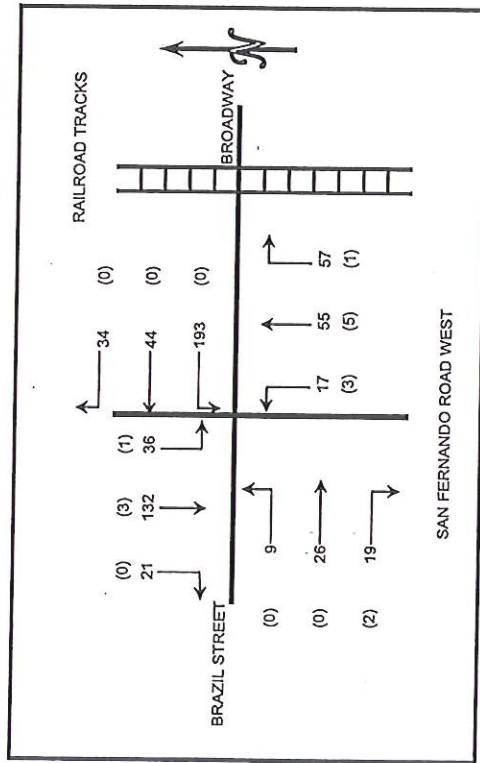 RAILROAD TRACKS
34 (0)
44 (0)
193 (0)
(0) 21
(3) 132
(1) 36
BRAZIL STREET
BROADWAY
N
(0) 9
(0) 26
(2) 19
17 (3)
55 (5)
57 (1)
SAN FERNANDO ROAD WEST